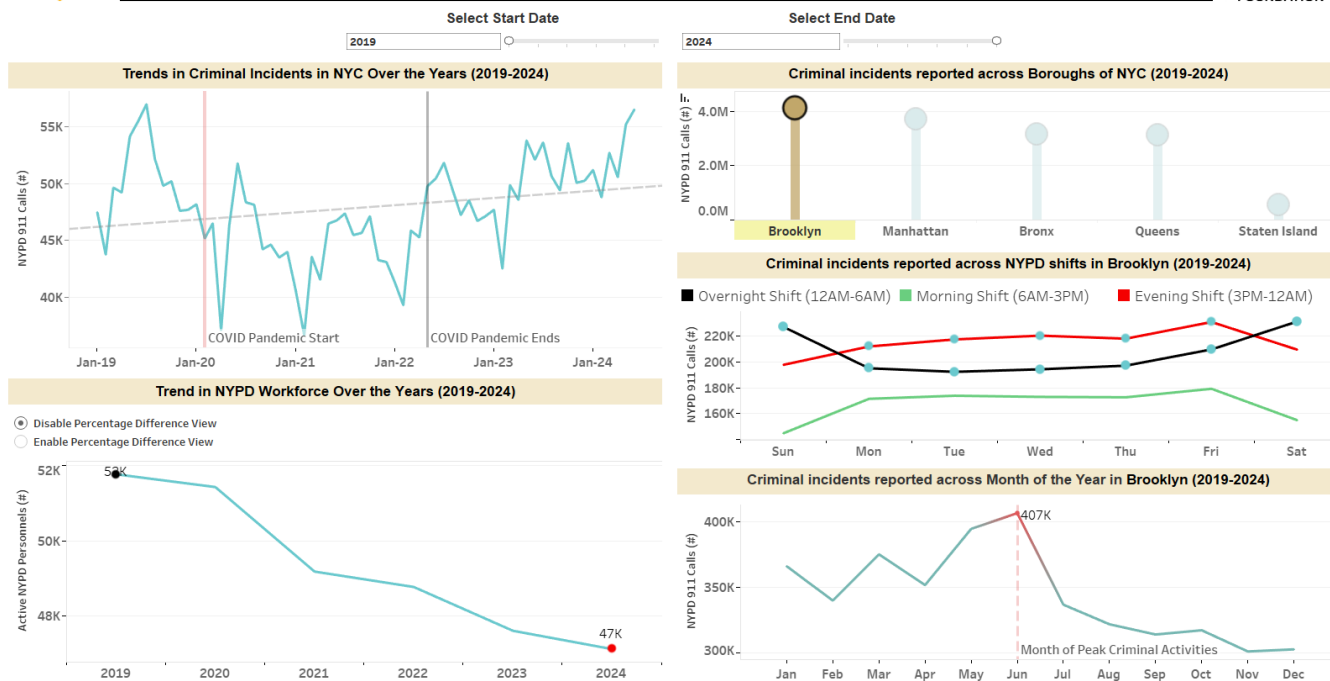 Select Start Date
Select End Date
2019
2024
Trends in Criminal Incidents in NYC Over the Years (2019-2024)
NYPD 911 Calls (#)
55K
50K
45K
40K
COVID Pandemic Start
COVID Pandemic Ends
Jan-19 Jan-20 Jan-21 Jan-22 Jan-23 Jan-24
Criminal incidents reported across Boroughs of NYC (2019-2024)
NYPD 911 Calls (#)
4.0M
2.0M
0.0M
Brooklyn Manhattan Bronx Queens Staten Island
Criminal incidents reported across NYPD shifts in Brooklyn (2019-2024)
Overnight Shift (12AM-6AM) Morning Shift (6AM-3PM) Evening Shift (3PM-12AM)
NYPD 911 Calls (#)
220K
200K
180K
160K
Sun Mon Tue Wed Thu Fri Sat
Trend in NYPD Workforce Over the Years (2019-2024)
Disable Percentage Difference View
Enable Percentage Difference View
Active NYPD Personnels (#)
52K
50K
48K
52K
47K
2019 2020 2021 2022 2023 2024
Criminal incidents reported across Month of the Year in Brooklyn (2019-2024)
NYPD 911 Calls (#)
400K
350K
300K
407K
Month of Peak Criminal Activities
Jan Feb Mar Apr May Jun Jul Aug Sep Oct Nov Dec